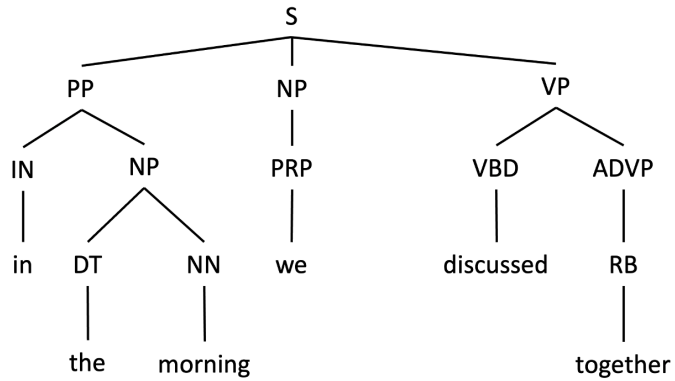 S
PP NP VP
IN NP PRP VBD ADVP
in DT NN we discussed RB
the morning together